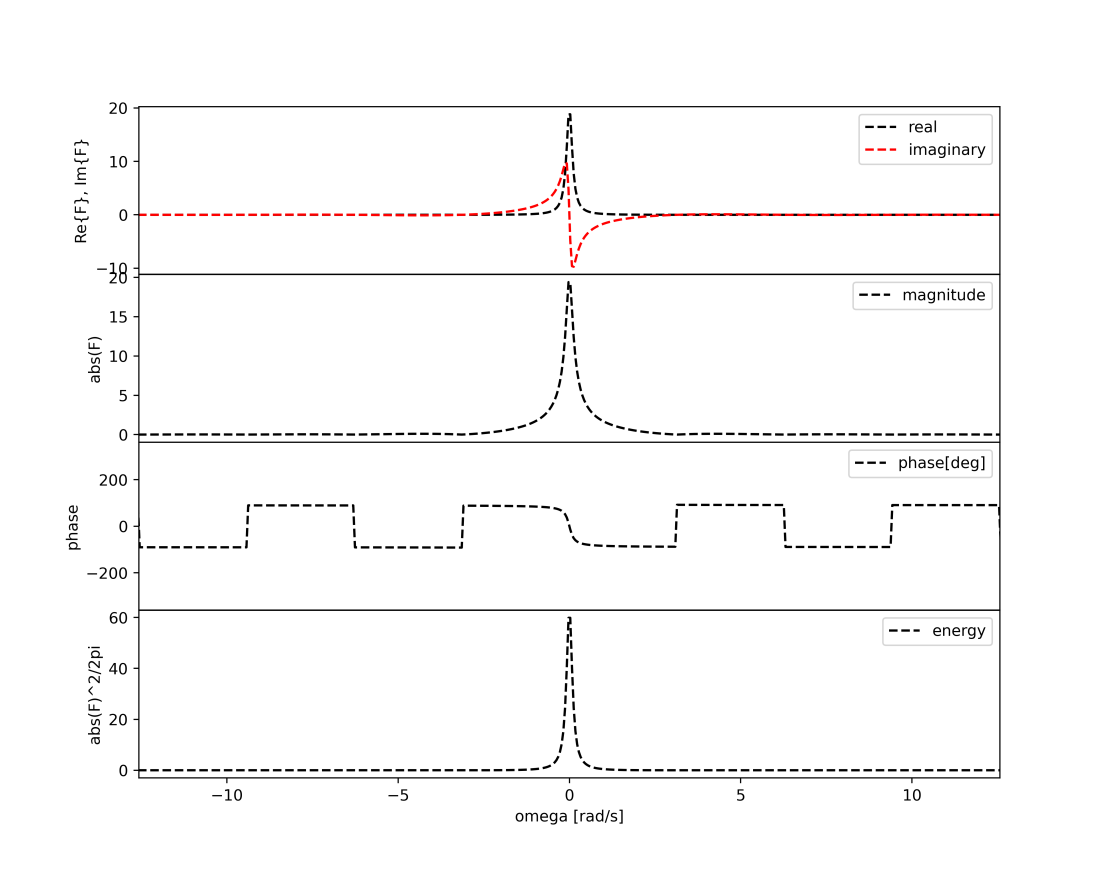 20
10
0
−10
Re{F}, Im{F}
real
imaginary
20
15
10
5
0
abs(F)
magnitude
200
0
−200
phase
phase[deg]
60
40
20
0
abs(F)^2/2pi
energy
−10
−5
0
5
10
omega [rad/s]